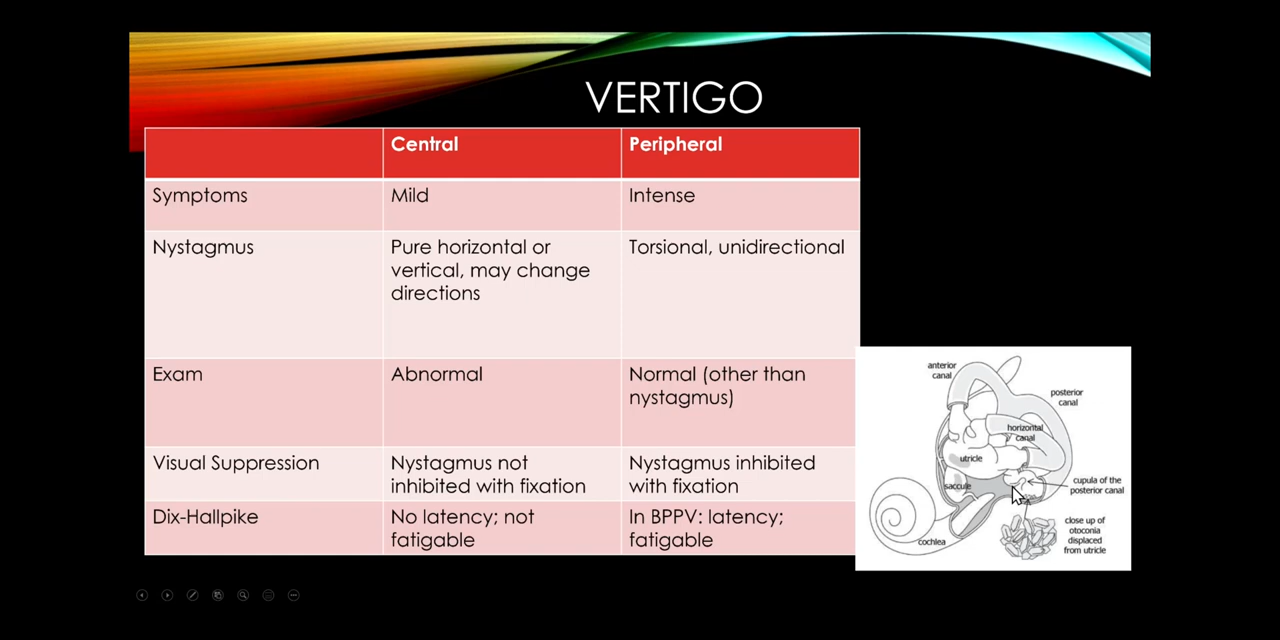 VERTIGO
Central
Peripheral
Symptoms
Mild
Intense
Nystagmus
Pure horizontal or
vertical, may change
directions
Torsional, unidirectional
Exam
Abnormal
Normal (other than
nystagmus)
Visual Suppression
Nystagmus not
inhibited with fixation
Nystagmus inhibited
with fixation
Dix-Hallpike
No latency; not
fatigable
In BPPV: latency;
fatigable
anterior
canal
posterior
canal
horizontal
canal
utricle
saccule
cupula of the
posterior canal
cochlea
close up of
otoconia
displaced
from utricle